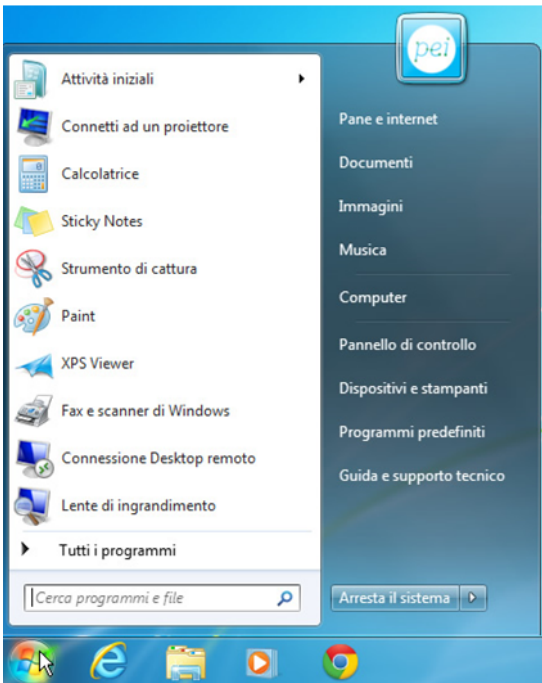 pei
Attività iniziali
Connetti ad un proiettore
Calcolatrice
Sticky Notes
Strumento di cattura
Paint
XPS Viewer
Fax e scanner di Windows
Connessione Desktop remoto
Lente di ingrandimento
Tutti i programmi
Cerca programmi e file
Pane e internet
Documenti
Immagini
Musica
Computer
Pannello di controllo
Dispositivi e stampanti
Programmi predefiniti
Guida e supporto tecnico
Arresta il sistema